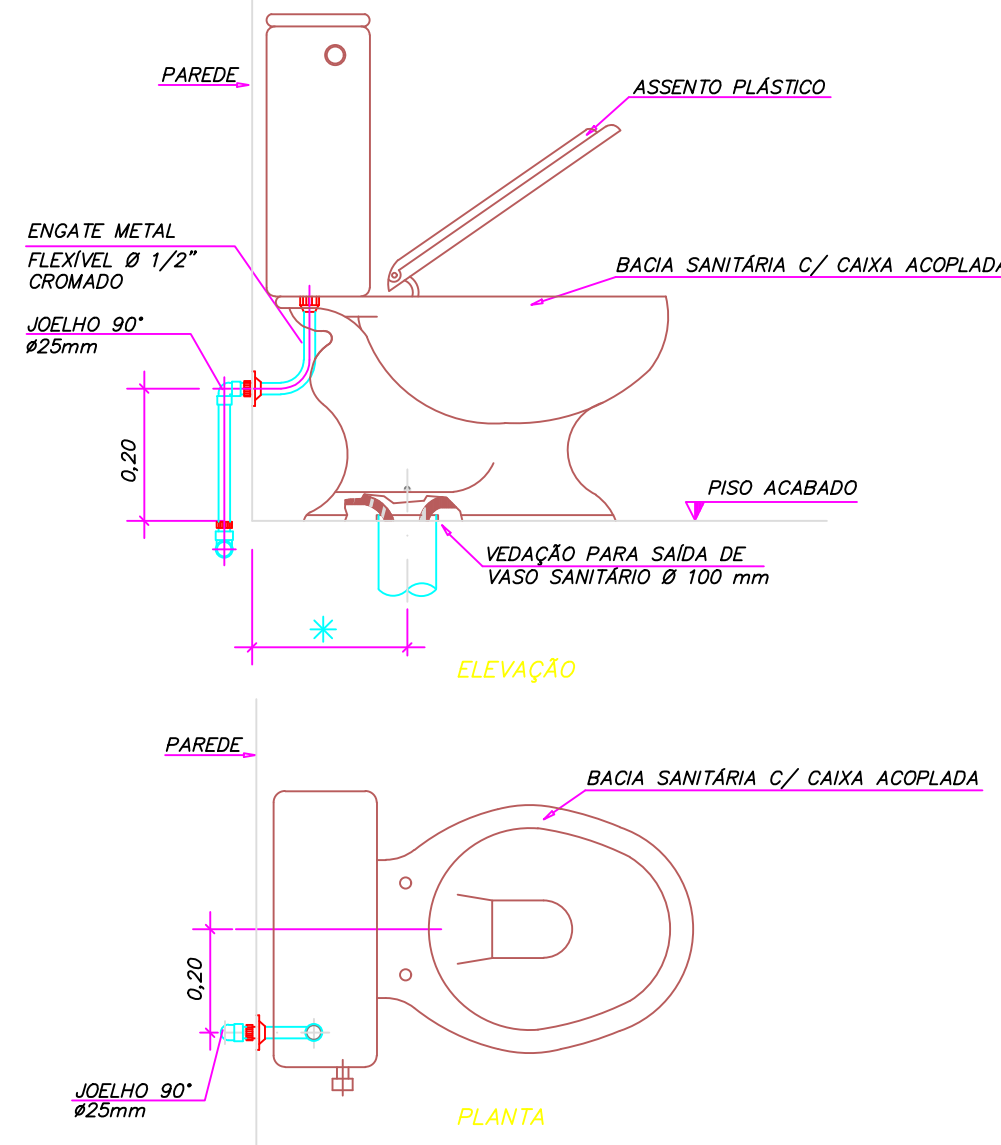 PAREDE
ASSENTO PLÁSTICO
ENGATE METAL
FLEXÍVEL Ø 1/2"
CROMADO
BACIA SANITÁRIA C/ CAIXA ACOPLADA
JOELHO 90°
ø25mm
0,20
PISO ACABADO
VEDAÇÃO PARA SAÍDA DE
VASO SANITÁRIO Ø 100 mm
ELEVAÇÃO
PAREDE
BACIA SANITÁRIA C/ CAIXA ACOPLADA
0,20
JOELHO 90°
ø25mm
PLANTA